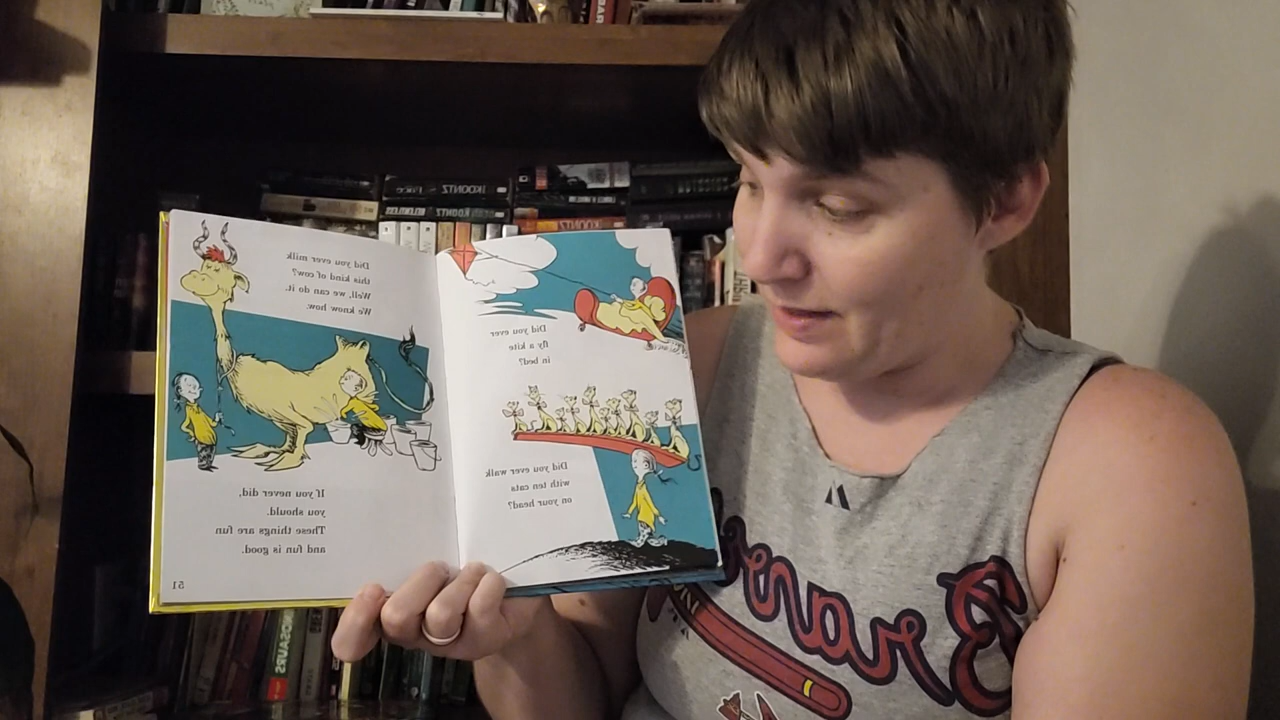 Did you ever
fly a kite
in bed?
Did you ever walk
with ten cats
on your head?
Did you ever milk
this kind of cow?
Well, we can do it.
We know how.
If you never did,
you should.
These things are fun
and fun is good.
51
Braves
KOONTZ
KOONTZ
KOONTZ
DINOSAURS